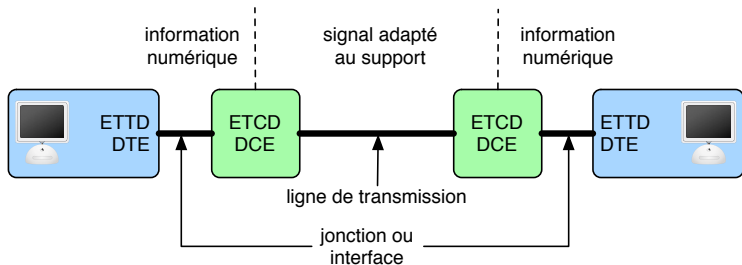 information
numérique
signal adapté
au support
information
numérique
ETTD
DTE
ETCD
DCE
ETCD
DCE
ETTD
DTE
ligne de transmission
jonction ou
interface